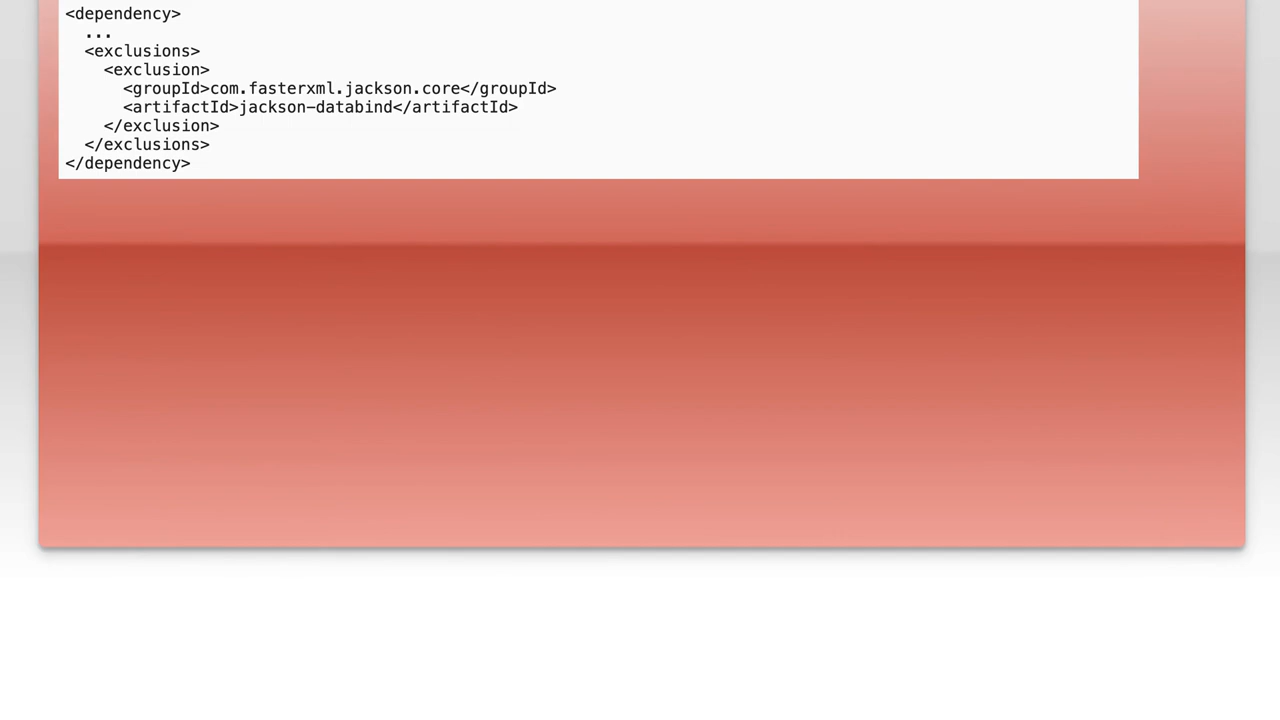 <dependency>
  ...
  <exclusions>
    <exclusion>
      <groupId>com.fasterxml.jackson.core</groupId>
      <artifactId>jackson-databind</artifactId>
    </exclusion>
  </exclusions>
</dependency>